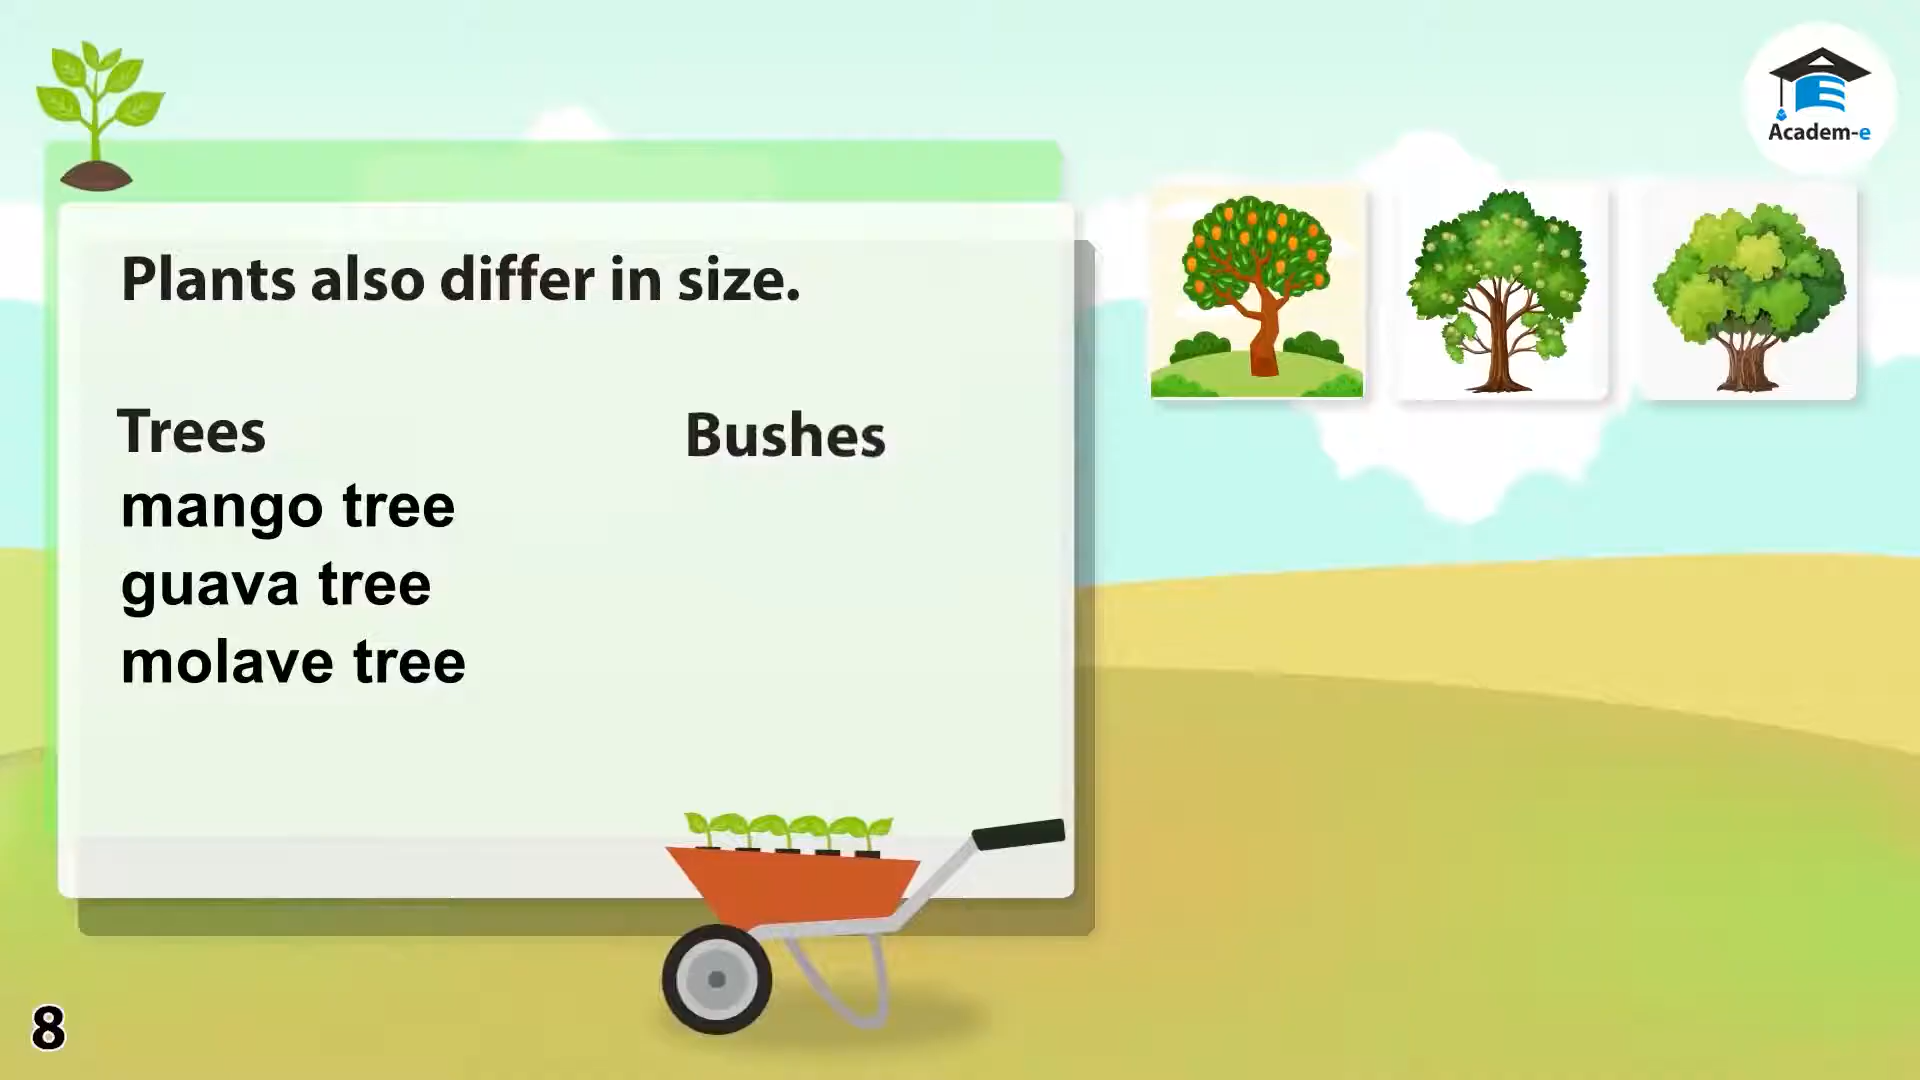 Academ-e
Plants also differ in size.
Trees
mango tree
guava tree
molave tree
Bushes
8